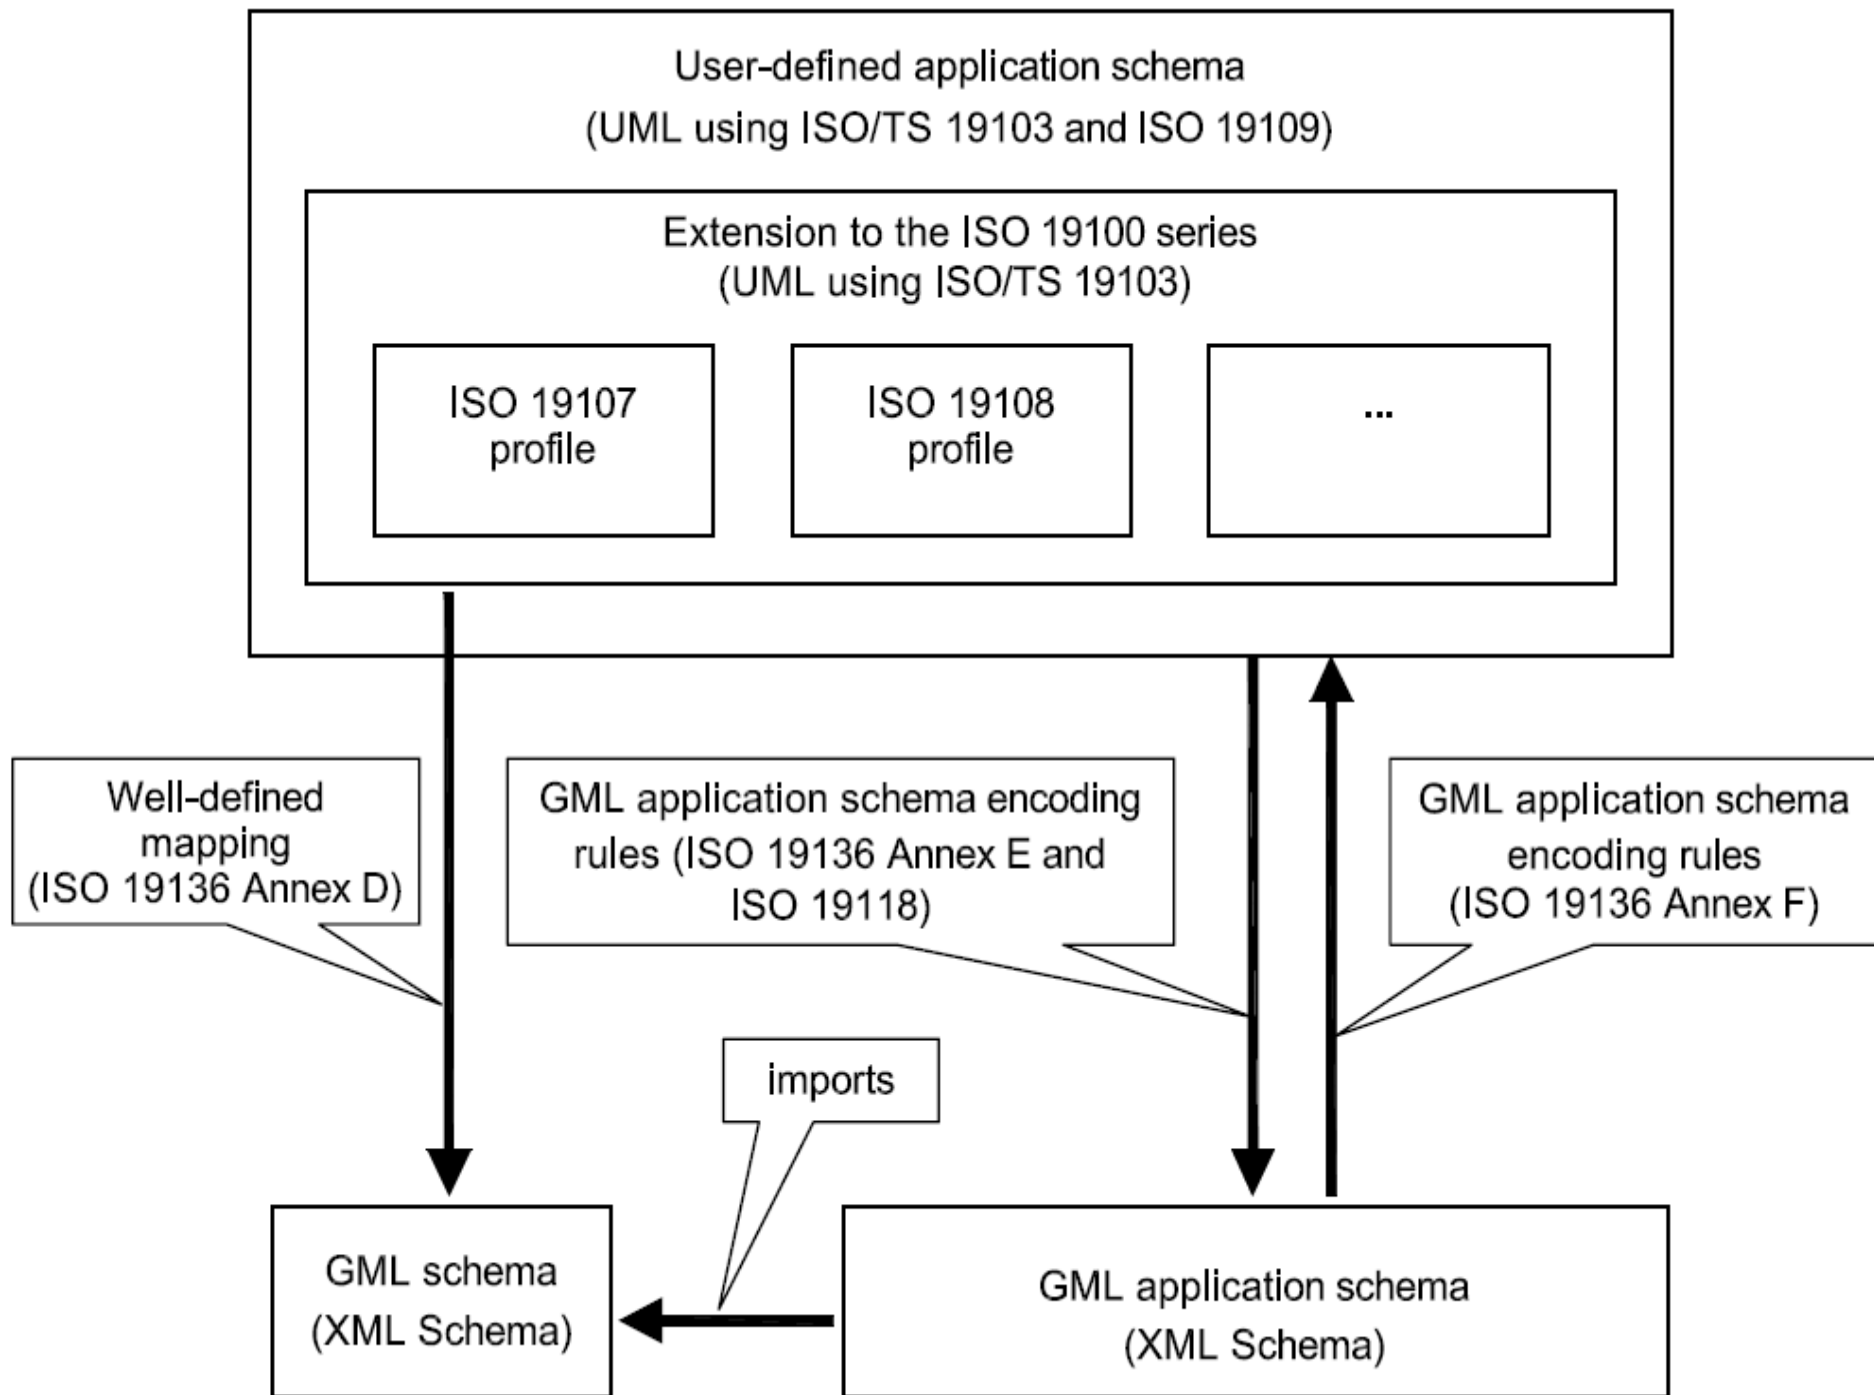 User-defined application schema
(UML using ISO/TS 19103 and ISO 19109)
Extension to the ISO 19100 series
(UML using ISO/TS 19103)
ISO 19107
profile
ISO 19108
profile
...
Well-defined
mapping
(ISO 19136 Annex D)
GML application schema encoding
rules (ISO 19136 Annex E and
ISO 19118)
GML application schema
encoding rules
(ISO 19136 Annex F)
imports
GML schema
(XML Schema)
GML application schema
(XML Schema)